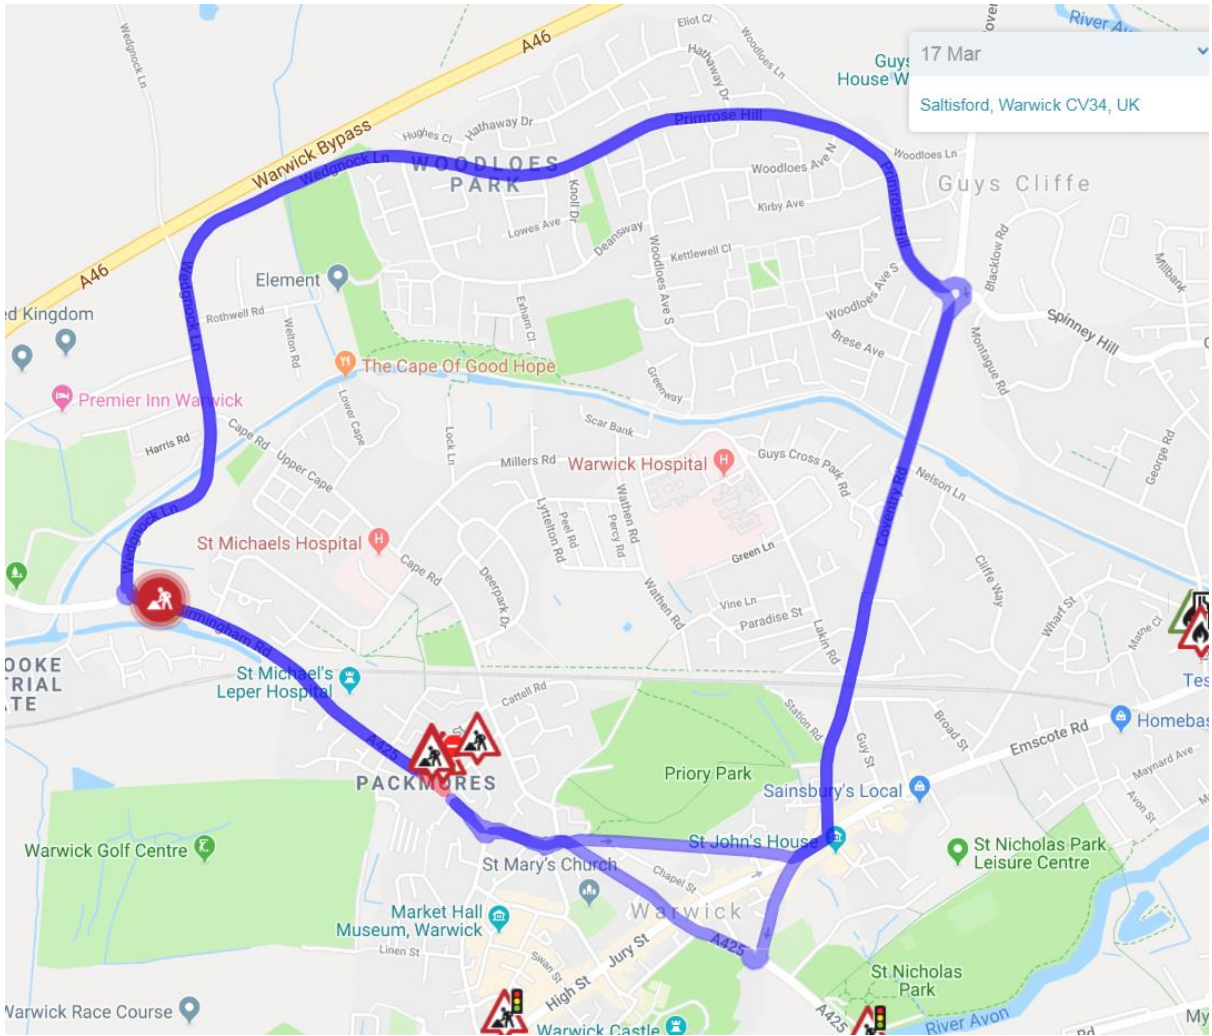 Wedgnock Ln
A46
Eliot Cl
Woodloes Ln
River Av
17 Mar
Saltisford, Warwick CV34, UK
Guys
House W
Hathaway Dr
Hughes Cl
Hathaway Dr
Primrose Hill
Warwick Bypass
Wedgnock Ln
WOODLOES
PARK
Woodloes Ave N
Woodloes Ln
Guys Cliffe
Primrose Hill
Knoll Dr
Kirby Ave
Lowes Ave
Deansway
Kettlewell Cl
Blacklow Rd
Millbank
A46
Wedgnock Ln
Element
Woodloes Ave S
Woodloes Ave S
ed Kingdom
Rothwell Rd
Welton Rd
Exham Cl
Brese Ave
Spinney Hill
Montague Rd
The Cape Of Good Hope
Greenway
Premier Inn Warwick
Lower Cape
Scar Bank
Harris Rd
Cape Rd
Upper Cape
Lock Ln
Millers Rd
Warwick Hospital
Guys Cross Park Rd
Nelson Ln
George Rd
Wedgnock Ln
Lyttelton Rd
Peel Rd
Percy Rd
Wathen Rd
Coventry Rd
St Michaels Hospital
Cape Rd
Green Ln
Deerpark Dr
Cliffe Way
Wathen Rd
Vine Ln
Paradise St
Lakin Rd
Wharf St
Birmingham Rd
OOKE
TRIAL
TE
St Michael's
Leper Hospital
Cattell Rd
Station Rd
Broad St
Tes
Homebas
Emscote Rd
A425
Guy St
Priory Park
PACKMORES
Sainsbury's Local
Maynard Ave
Avon St
Warwick Golf Centre
St John's House
St Nicholas Park
Leisure Centre
St Mary's Church
Chapel St
Market Hall
Museum, Warwick
Warwick
Jury St
A425
Linen St
Swan St
High St
St Nicholas
Park
Warwick Race Course
Warwick Castle
A425
River Avon
Rd
My